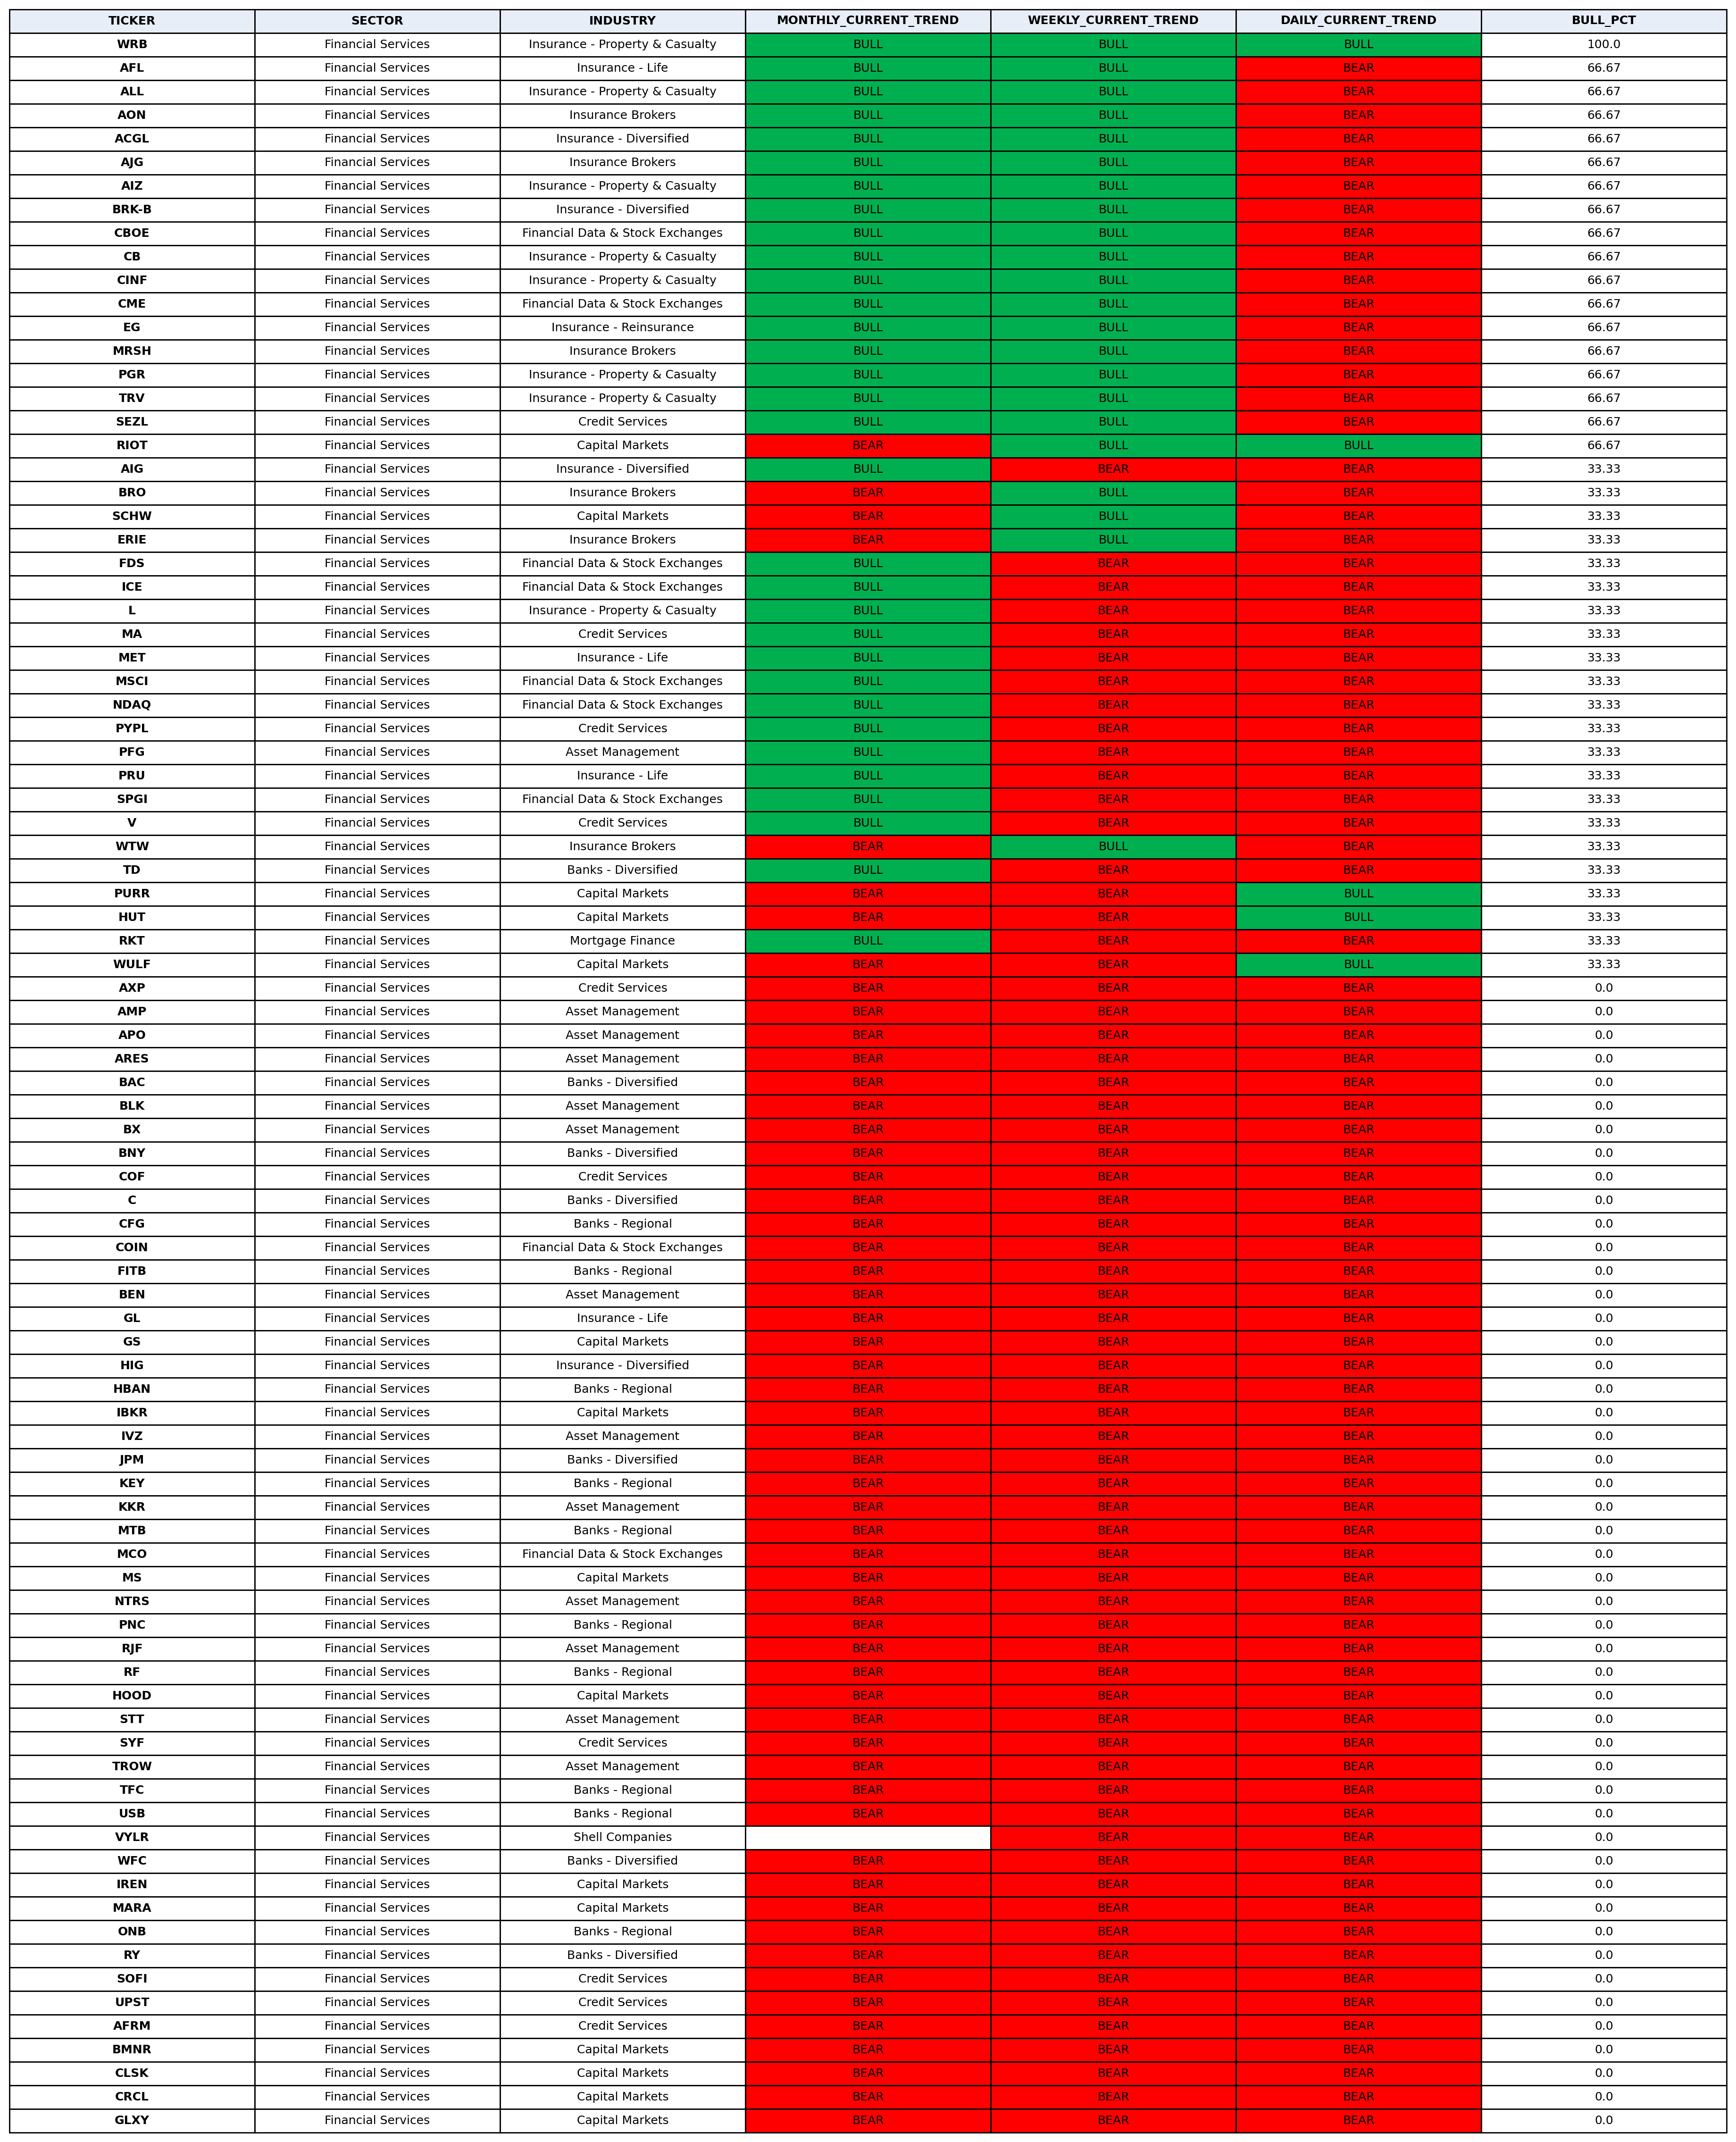 TICKER SECTOR INDUSTRY MONTHLY_CURRENT_TREND WEEKLY_CURRENT_TREND DAILY_CURRENT_TREND BULL_PCT
WRB Financial Services Insurance - Property & Casualty BULL BULL BULL 100.0
AFL Financial Services Insurance - Life BULL BULL BEAR 66.67
ALL Financial Services Insurance - Property & Casualty BULL BULL BEAR 66.67
AON Financial Services Insurance Brokers BULL BULL BEAR 66.67
ACGL Financial Services Insurance - Diversified BULL BULL BEAR 66.67
AJG Financial Services Insurance Brokers BULL BULL BEAR 66.67
AIZ Financial Services Insurance - Property & Casualty BULL BULL BEAR 66.67
BRK-B Financial Services Insurance - Diversified BULL BULL BEAR 66.67
CBOE Financial Services Financial Data & Stock Exchanges BULL BULL BEAR 66.67
CB Financial Services Insurance - Property & Casualty BULL BULL BEAR 66.67
CINF Financial Services Insurance - Property & Casualty BULL BULL BEAR 66.67
CME Financial Services Financial Data & Stock Exchanges BULL BULL BEAR 66.67
EG Financial Services Insurance - Reinsurance BULL BULL BEAR 66.67
MRSH Financial Services Insurance Brokers BULL BULL BEAR 66.67
PGR Financial Services Insurance - Property & Casualty BULL BULL BEAR 66.67
TRV Financial Services Insurance - Property & Casualty BULL BULL BEAR 66.67
SEZL Financial Services Credit Services BULL BULL BEAR 66.67
RIOT Financial Services Capital Markets BEAR BULL BULL 66.67
AIG Financial Services Insurance - Diversified BULL BEAR BEAR 33.33
BRO Financial Services Insurance Brokers BEAR BULL BEAR 33.33
SCHW Financial Services Capital Markets BEAR BULL BEAR 33.33
ERIE Financial Services Insurance Brokers BEAR BULL BEAR 33.33
FDS Financial Services Financial Data & Stock Exchanges BULL BEAR BEAR 33.33
ICE Financial Services Financial Data & Stock Exchanges BULL BEAR BEAR 33.33
L Financial Services Insurance - Property & Casualty BULL BEAR BEAR 33.33
MA Financial Services Credit Services BULL BEAR BEAR 33.33
MET Financial Services Insurance - Life BULL BEAR BEAR 33.33
MSCI Financial Services Financial Data & Stock Exchanges BULL BEAR BEAR 33.33
NDAQ Financial Services Financial Data & Stock Exchanges BULL BEAR BEAR 33.33
PYPL Financial Services Credit Services BULL BEAR BEAR 33.33
PFG Financial Services Asset Management BULL BEAR BEAR 33.33
PRU Financial Services Insurance - Life BULL BEAR BEAR 33.33
SPGI Financial Services Financial Data & Stock Exchanges BULL BEAR BEAR 33.33
V Financial Services Credit Services BULL BEAR BEAR 33.33
WTW Financial Services Insurance Brokers BEAR BULL BEAR 33.33
TD Financial Services Banks - Diversified BULL BEAR BEAR 33.33
PURR Financial Services Capital Markets BEAR BEAR BULL 33.33
HUT Financial Services Capital Markets BEAR BEAR BULL 33.33
RKT Financial Services Mortgage Finance BULL BEAR BEAR 33.33
WULF Financial Services Capital Markets BEAR BEAR BULL 33.33
AXP Financial Services Credit Services BEAR BEAR BEAR 0.0
AMP Financial Services Asset Management BEAR BEAR BEAR 0.0
APO Financial Services Asset Management BEAR BEAR BEAR 0.0
ARES Financial Services Asset Management BEAR BEAR BEAR 0.0
BAC Financial Services Banks - Diversified BEAR BEAR BEAR 0.0
BLK Financial Services Asset Management BEAR BEAR BEAR 0.0
BX Financial Services Asset Management BEAR BEAR BEAR 0.0
BNY Financial Services Banks - Diversified BEAR BEAR BEAR 0.0
COF Financial Services Credit Services BEAR BEAR BEAR 0.0
C Financial Services Banks - Diversified BEAR BEAR BEAR 0.0
CFG Financial Services Banks - Regional BEAR BEAR BEAR 0.0
COIN Financial Services Financial Data & Stock Exchanges BEAR BEAR BEAR 0.0
FITB Financial Services Banks - Regional BEAR BEAR BEAR 0.0
BEN Financial Services Asset Management BEAR BEAR BEAR 0.0
GL Financial Services Insurance - Life BEAR BEAR BEAR 0.0
GS Financial Services Capital Markets BEAR BEAR BEAR 0.0
HIG Financial Services Insurance - Diversified BEAR BEAR BEAR 0.0
HBAN Financial Services Banks - Regional BEAR BEAR BEAR 0.0
IBKR Financial Services Capital Markets BEAR BEAR BEAR 0.0
IVZ Financial Services Asset Management BEAR BEAR BEAR 0.0
JPM Financial Services Banks - Diversified BEAR BEAR BEAR 0.0
KEY Financial Services Banks - Regional BEAR BEAR BEAR 0.0
KKR Financial Services Asset Management BEAR BEAR BEAR 0.0
MTB Financial Services Banks - Regional BEAR BEAR BEAR 0.0
MCO Financial Services Financial Data & Stock Exchanges BEAR BEAR BEAR 0.0
MS Financial Services Capital Markets BEAR BEAR BEAR 0.0
NTRS Financial Services Asset Management BEAR BEAR BEAR 0.0
PNC Financial Services Banks - Regional BEAR BEAR BEAR 0.0
RJF Financial Services Asset Management BEAR BEAR BEAR 0.0
RF Financial Services Banks - Regional BEAR BEAR BEAR 0.0
HOOD Financial Services Capital Markets BEAR BEAR BEAR 0.0
STT Financial Services Asset Management BEAR BEAR BEAR 0.0
SYF Financial Services Credit Services BEAR BEAR BEAR 0.0
TROW Financial Services Asset Management BEAR BEAR BEAR 0.0
TFC Financial Services Banks - Regional BEAR BEAR BEAR 0.0
USB Financial Services Banks - Regional BEAR BEAR BEAR 0.0
VYLR Financial Services Shell Companies BEAR BEAR 0.0
WFC Financial Services Banks - Diversified BEAR BEAR BEAR 0.0
IREN Financial Services Capital Markets BEAR BEAR BEAR 0.0
MARA Financial Services Capital Markets BEAR BEAR BEAR 0.0
ONB Financial Services Banks - Regional BEAR BEAR BEAR 0.0
RY Financial Services Banks - Diversified BEAR BEAR BEAR 0.0
SOFI Financial Services Credit Services BEAR BEAR BEAR 0.0
UPST Financial Services Credit Services BEAR BEAR BEAR 0.0
AFRM Financial Services Credit Services BEAR BEAR BEAR 0.0
BMNR Financial Services Capital Markets BEAR BEAR BEAR 0.0
CLSK Financial Services Capital Markets BEAR BEAR BEAR 0.0
CRCL Financial Services Capital Markets BEAR BEAR BEAR 0.0
GLXY Financial Services Capital Markets BEAR BEAR BEAR 0.0